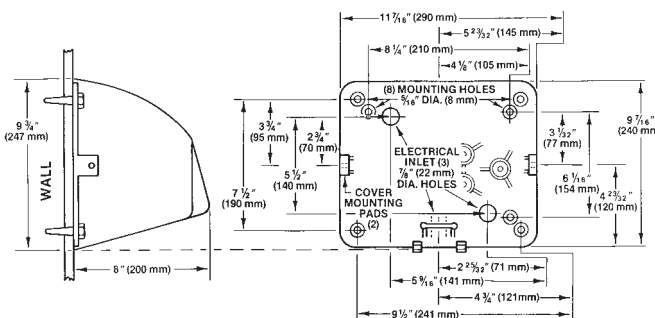 11 7/16" (290 mm)
5 23/32" (145 mm)
8 1/4" (210 mm)
4 1/8" (105 mm)
(8) MOUNTING HOLES
5/16" DIA. (8 mm)
9 3/4"
(247 mm)
WALL
8" (200 mm)
3 3/4"
(95 mm)
2 3/4"
(70 mm)
5 1/2"
(140 mm)
7 1/2"
(190 mm)
ELECTRICAL
INLET (3)
7/8" (22 mm)
DIA. HOLES
COVER
MOUNTING
PADS
(2)
3 1/32"
(77 mm)
6 1/16"
(154 mm)
9 7/16"
(240 mm)
4 23/32"
(120 mm)
2 25/32" (71 mm)
5 9/16" (141 mm)
4 3/4" (121mm)
9 1/2" (241 mm)